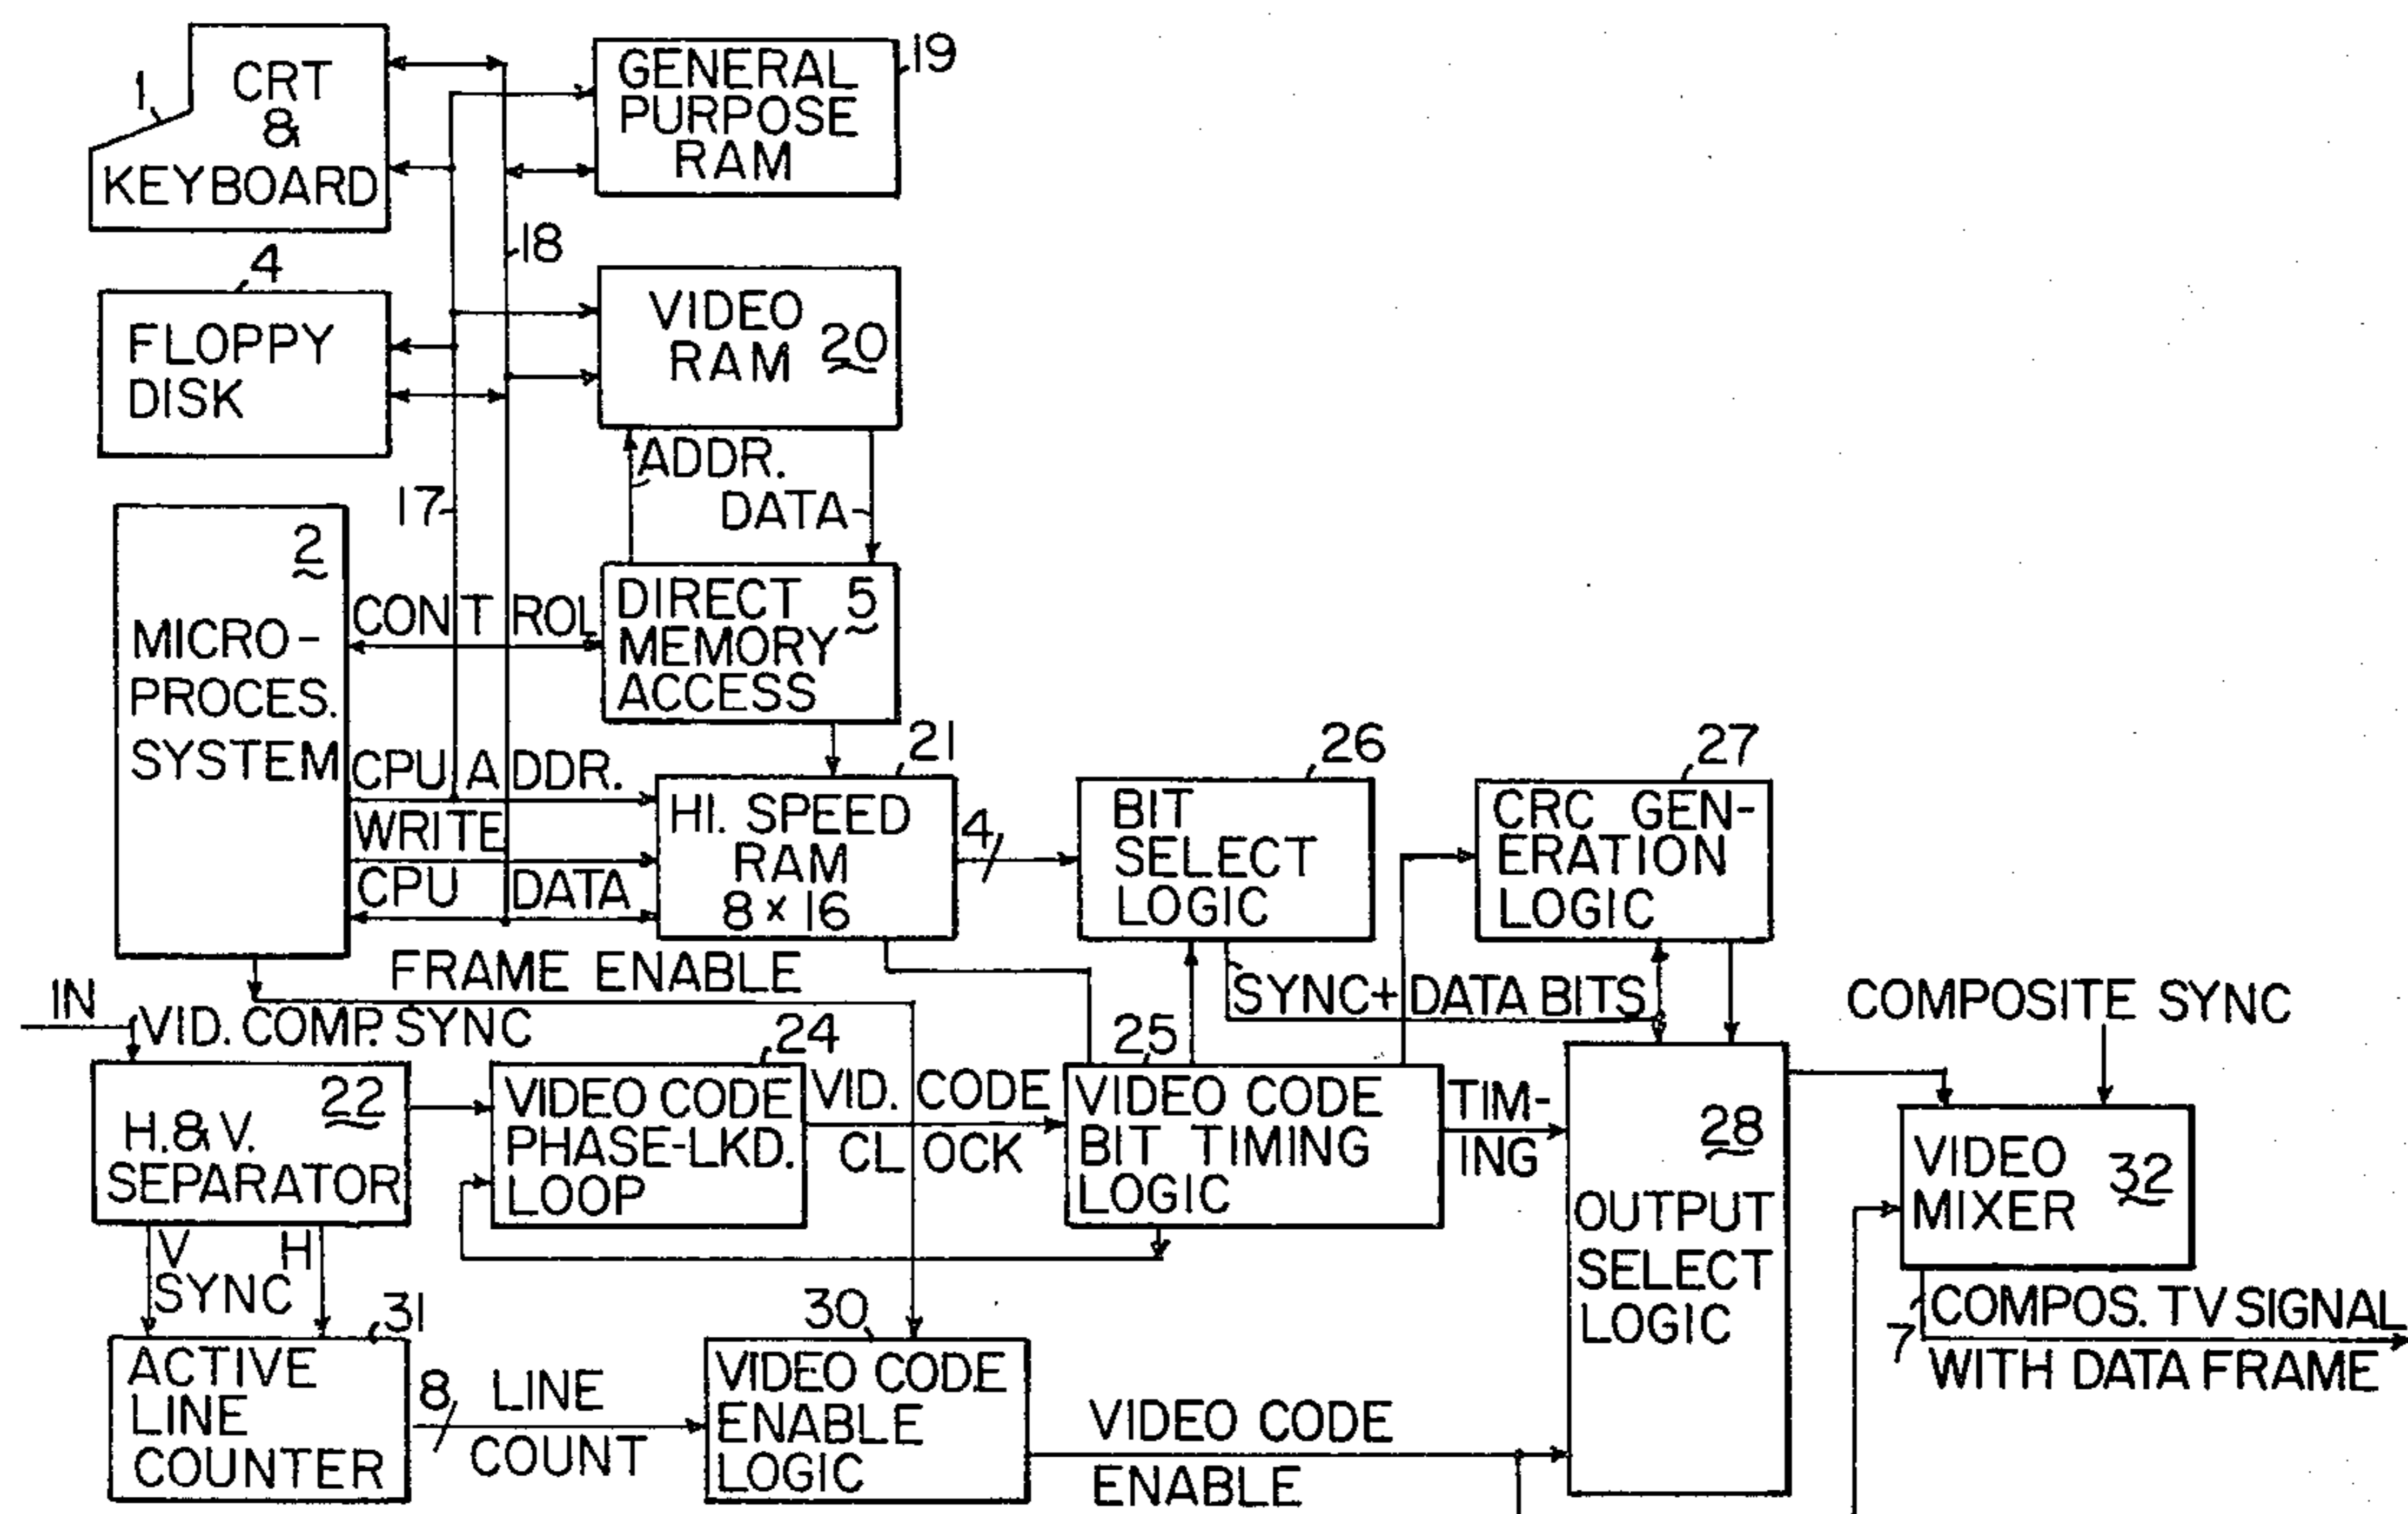 1
CRT
&
KEYBOARD
GENERAL
PURPOSE
RAM
19
18
4
FLOPPY
DISK
VIDEO
RAM 20
ADDR.
DATA
17
2
MICRO-
PROCES.
SYSTEM
CONTROL
DIRECT 5
MEMORY
ACCESS
CPU ADDR.
WRITE
CPU DATA
21
HI. SPEED
RAM
8 x 16
4
26
BIT
SELECT
LOGIC
27
CRC GEN-
ERATION
LOGIC
FRAME ENABLE
IN
VID. COMP. SYNC
SYNC+DATA BITS
COMPOSITE SYNC
22
H.&V.
SEPARATOR
24
VIDEO CODE
PHASE-LKD.
LOOP
VID. CODE
CLOCK
25
VIDEO CODE
BIT TIMING
LOGIC
TIM-
ING
28
OUTPUT
SELECT
LOGIC
VIDEO
MIXER 32
V H
SYNC
31
ACTIVE
LINE
COUNTER
8 LINE
COUNT
30
VIDEO CODE
ENABLE
LOGIC
VIDEO CODE
ENABLE
7
COMPOS. TV SIGNAL
WITH DATA FRAME